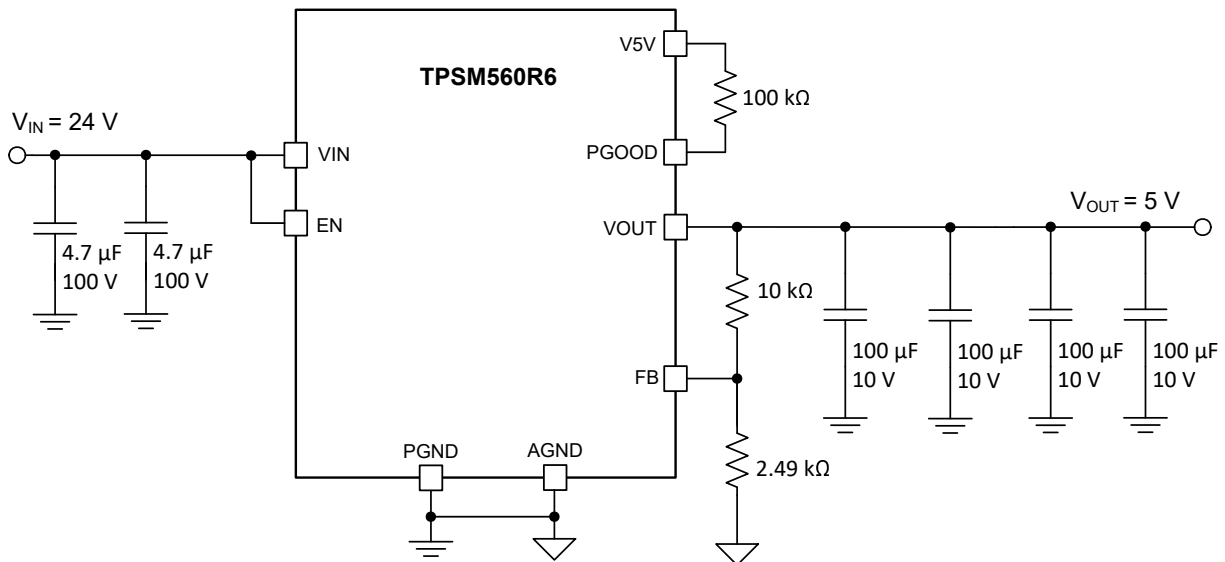 V5V
TPSM560R6
100 kΩ
VIN = 24 V
VIN
PGOOD
EN
VOUT
VOUT = 5 V
4.7 µF
100 V
4.7 µF
100 V
10 kΩ
100 µF
10 V
100 µF
10 V
100 µF
10 V
100 µF
10 V
FB
PGND
AGND
2.49 kΩ